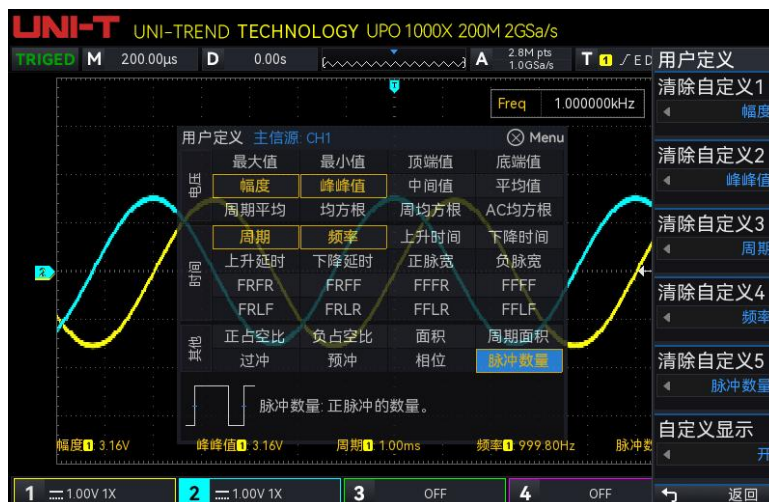 UNI-T UNI-TREND TECHNOLOGY UPO 1000X 200M 2GSa/s
TRIGED M 200.00μs D 0.00s A 2.8M pts 1.0GSa/s T 1
T
Freq 1.000000kHz
用户定义 主信源: CH1 Menu
电压
最大值 最小值 顶端值 底端值
幅度 峰峰值 中间值 平均值
周期平均 均方根 周均方根 AC均方根
时间
周期 频率 上升时间 下降时间
上升延时 下降延时 正脉宽 负脉宽
FRFR FRFF FFFR FFFF
FRLF FRLR FFLR FFLF
其他
正占空比 负占空比 面积 周期面积
过冲 预冲 相位 脉冲数量
脉冲数量: 正脉冲的数量。
幅度1: 3.16V 峰峰值1: 3.16V 周期1: 1.00ms 频率1: 999.80Hz 脉冲
1 1.00V 1X 2 1.00V 1X 3 OFF 4 OFF
用户定义
清除自定义1
幅度
清除自定义2
峰峰值
清除自定义3
周期
清除自定义4
频率
清除自定义5
脉冲数量
自定义显示
开
返回